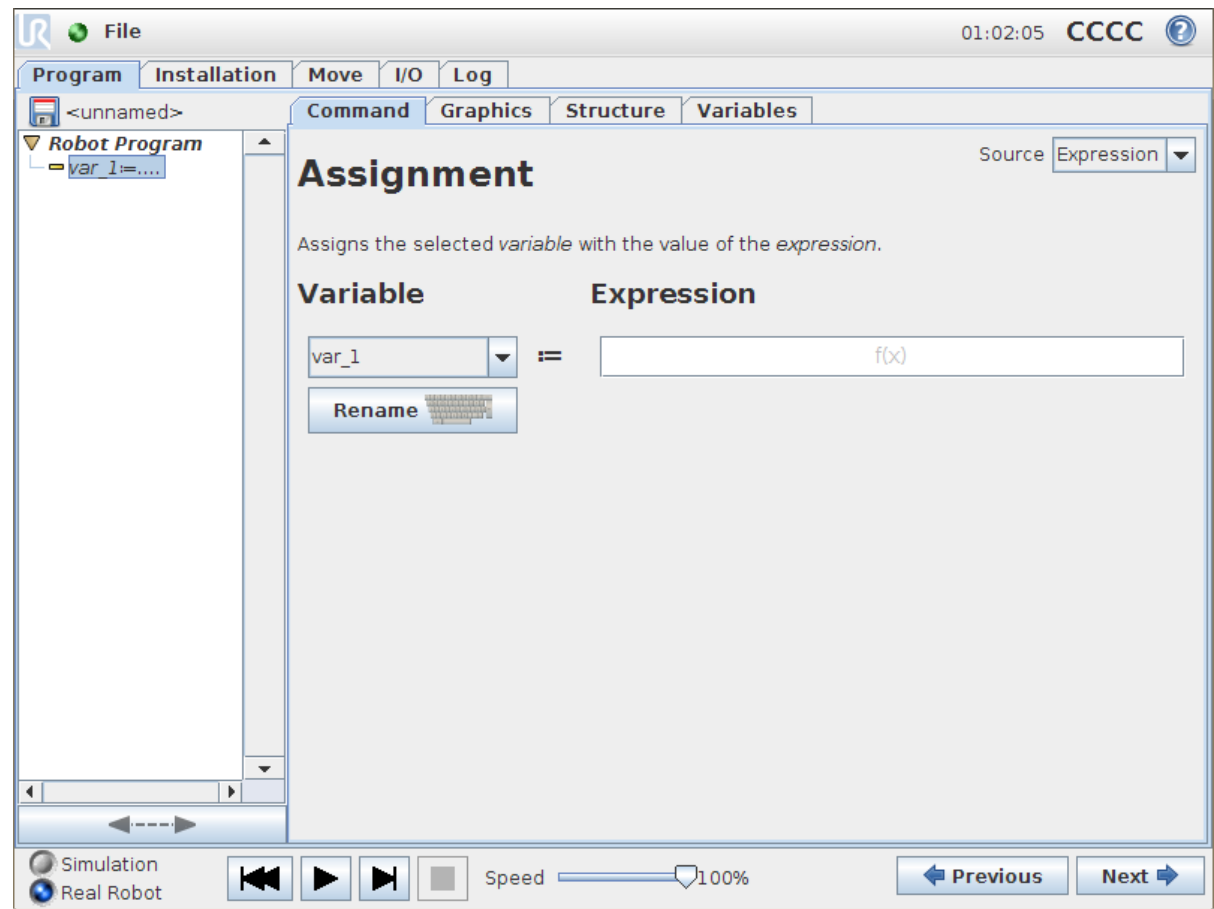 File 01:02:05 CCCC ?
Program Installation Move I/O Log
<unnamed> Command Graphics Structure Variables
Robot Program
var_1:=....
Source Expression
Assignment
Assigns the selected variable with the value of the expression.
Variable Expression
var_1 := f(x)
Rename
Simulation
Real Robot
Speed 100%
Previous Next